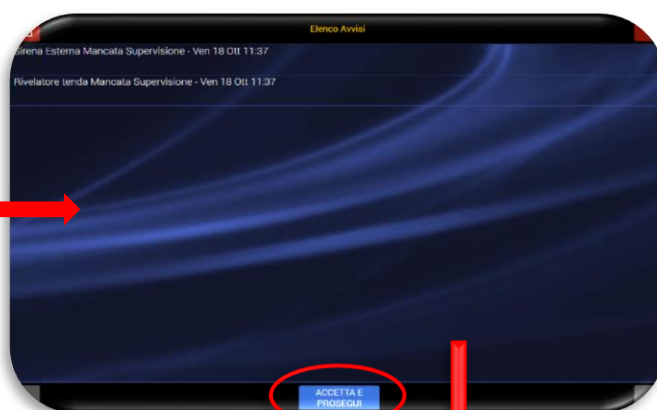 Elenco Avvisi
Sirena Esterna Mancata Supervisione - Ven 18 Ott 11:37
Rivelatore tenda Mancata Supervisione - Ven 18 Ott 11:37
ACCETTA E
PROSEGUI